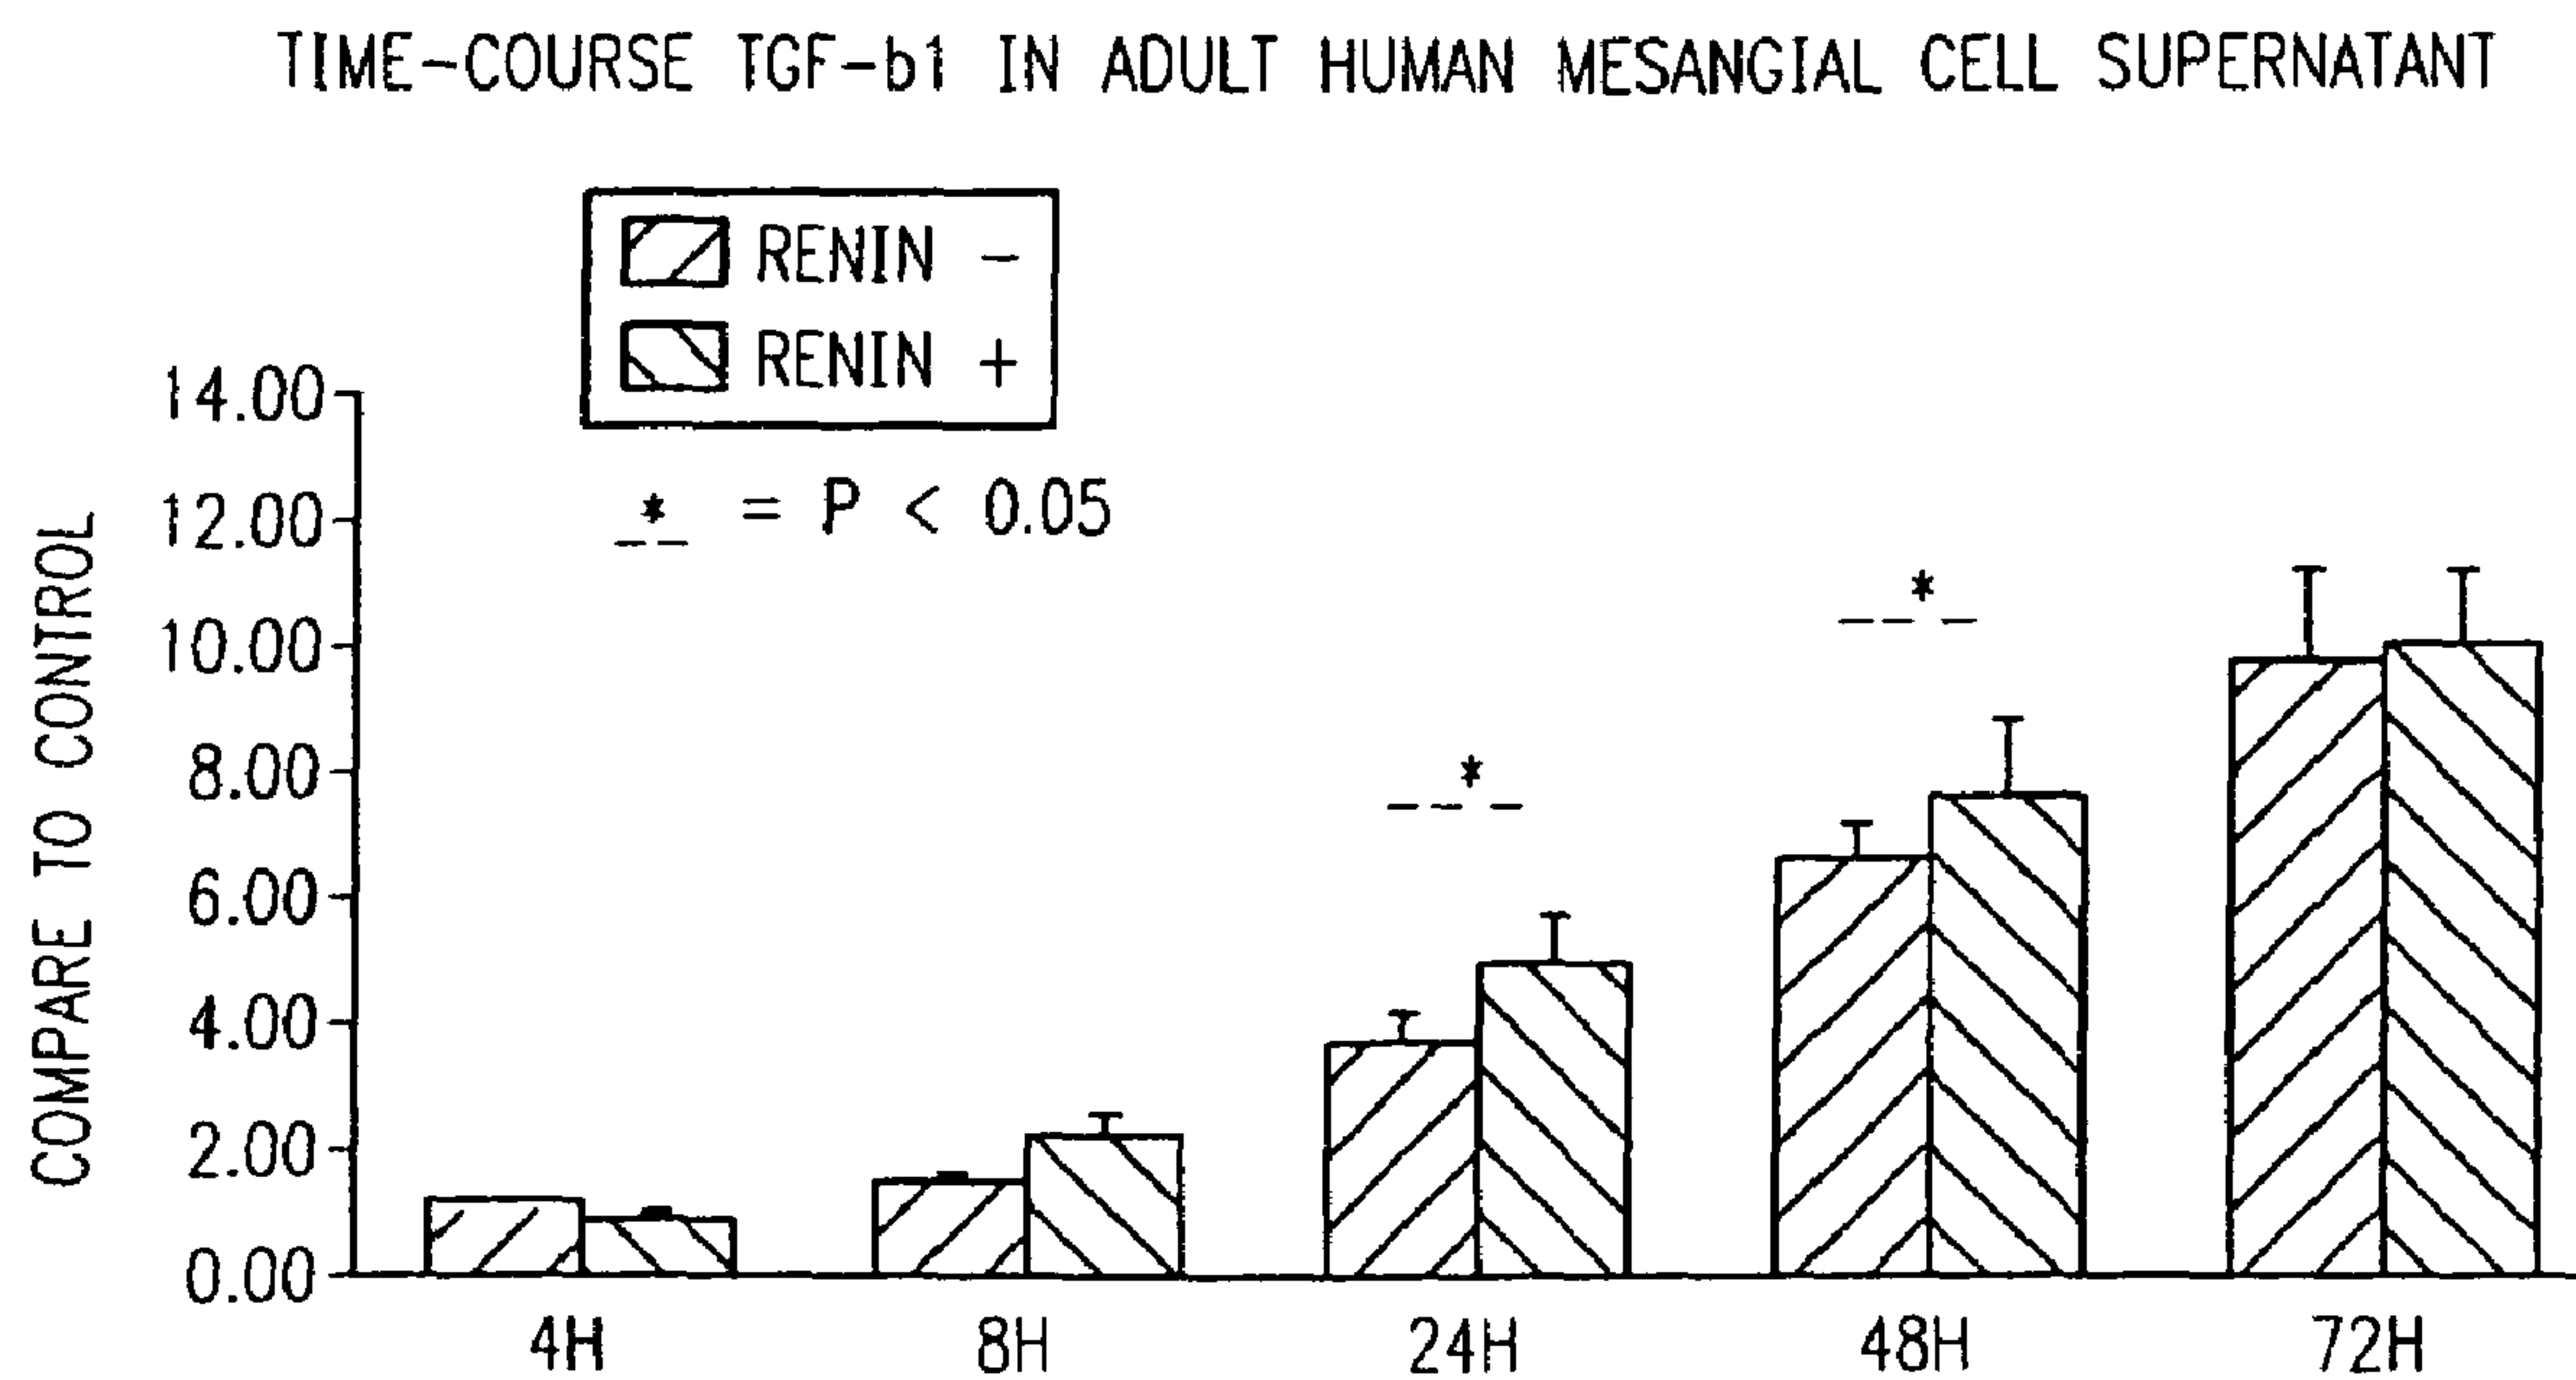 TIME-COURSE TGF-b1 IN ADULT HUMAN MESANGIAL CELL SUPERNATANT
RENIN -
RENIN +
* = P < 0.05
COMPARE TO CONTROL
14.00
12.00
10.00
8.00
6.00
4.00
2.00
0.00
*
*
4H 8H 24H 48H 72H